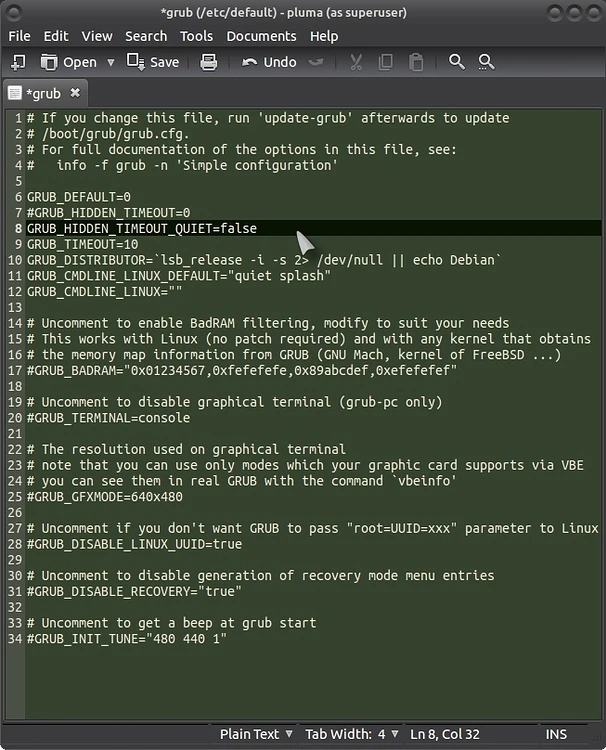 *grub (/etc/default) - pluma (as superuser)
File Edit View Search Tools Documents Help
Open Save Undo
*grub
1 # If you change this file, run 'update-grub' afterwards to update
2 # /boot/grub/grub.cfg.
3 # For full documentation of the options in this file, see:
4 #   info -f grub -n 'Simple configuration'
5
6 GRUB_DEFAULT=0
7 #GRUB_HIDDEN_TIMEOUT=0
8 GRUB_HIDDEN_TIMEOUT_QUIET=false
9 GRUB_TIMEOUT=10
10 GRUB_DISTRIBUTOR=`lsb_release -i -s 2> /dev/null || echo Debian`
11 GRUB_CMDLINE_LINUX_DEFAULT="quiet splash"
12 GRUB_CMDLINE_LINUX=""
13
14 # Uncomment to enable BadRAM filtering, modify to suit your needs
15 # This works with Linux (no patch required) and with any kernel that obtains
16 # the memory map information from GRUB (GNU Mach, kernel of FreeBSD ...)
17 #GRUB_BADRAM="0x01234567,0xfefefefe,0x89abcdef,0xefefefef"
18
19 # Uncomment to disable graphical terminal (grub-pc only)
20 #GRUB_TERMINAL=console
21
22 # The resolution used on graphical terminal
23 # note that you can use only modes which your graphic card supports via VBE
24 # you can see them in real GRUB with the command `vbeinfo'
25 #GRUB_GFXMODE=640x480
26
27 # Uncomment if you don't want GRUB to pass "root=UUID=xxx" parameter to Linux
28 #GRUB_DISABLE_LINUX_UUID=true
29
30 # Uncomment to disable generation of recovery mode menu entries
31 #GRUB_DISABLE_RECOVERY="true"
32
33 # Uncomment to get a beep at grub start
34 #GRUB_INIT_TUNE="480 440 1"
Plain Text Tab Width: 4 Ln 8, Col 32 INS